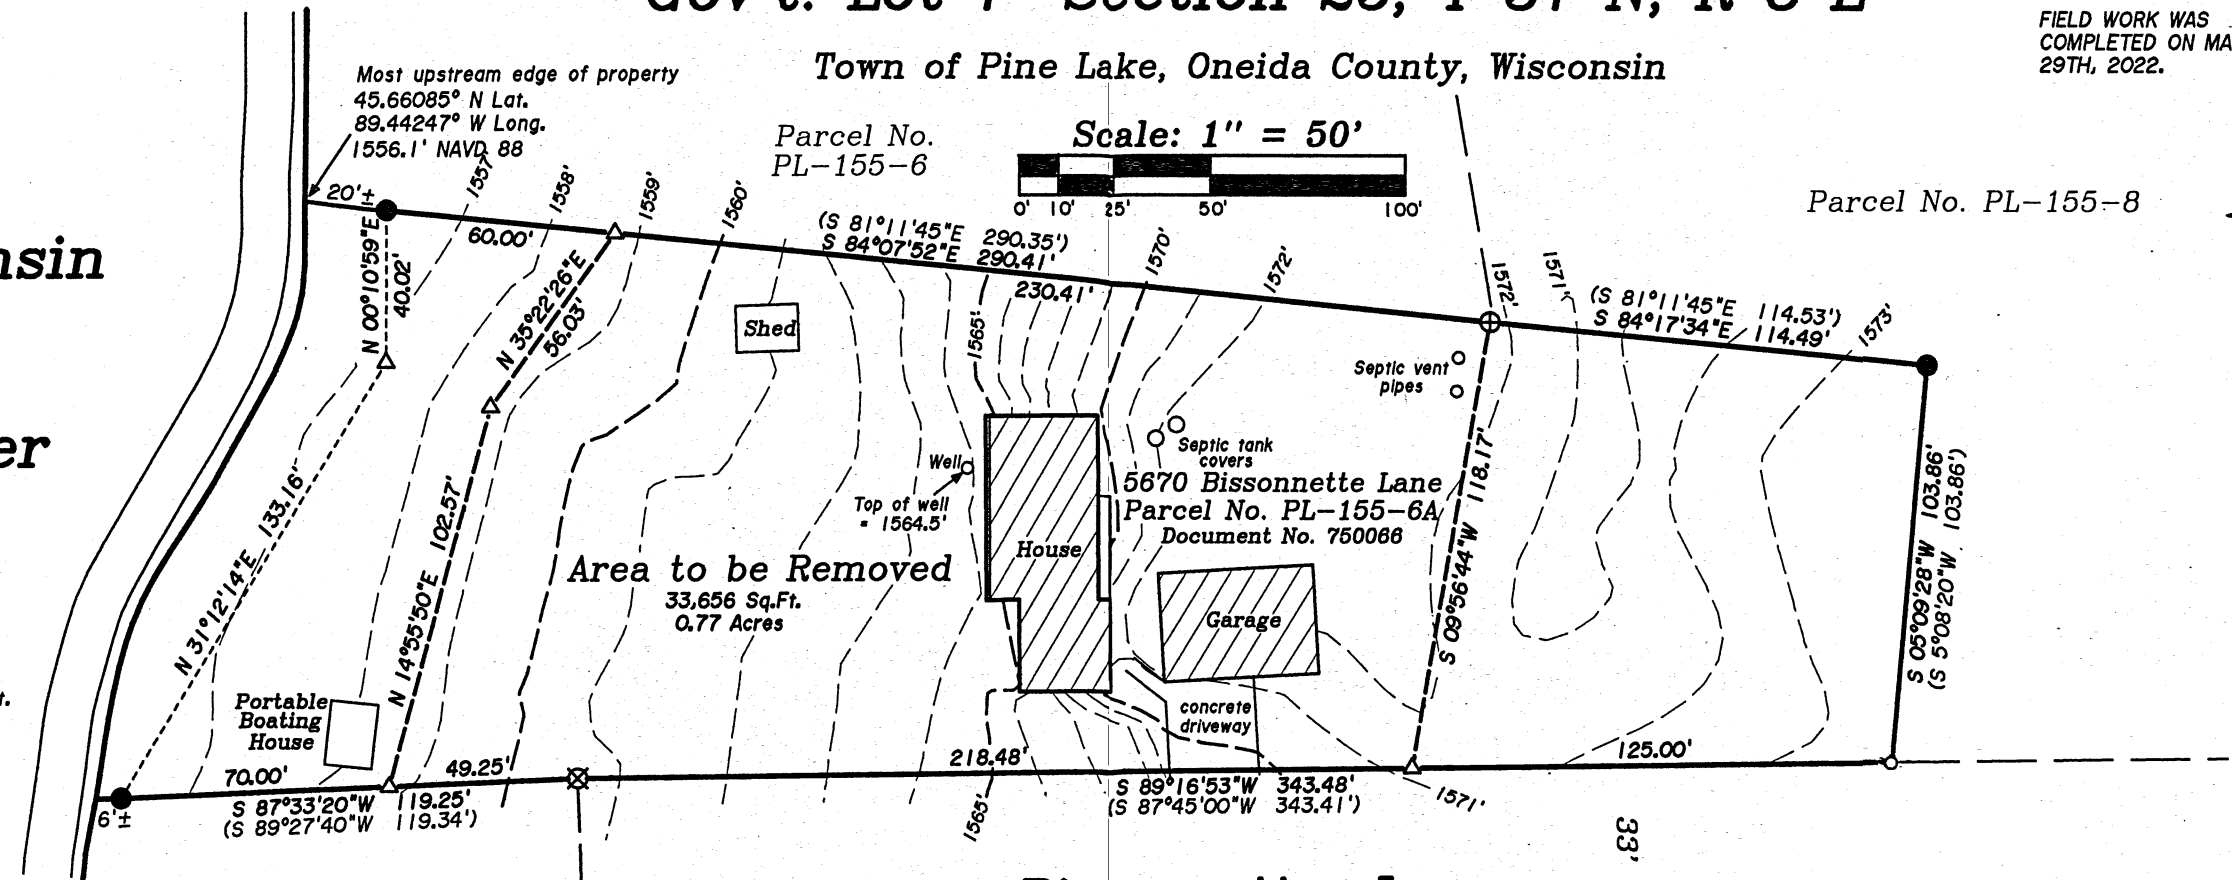 Gov't. Lot 7 Section 28, T 37 N, R 8 E
FIELD WORK WAS
COMPLETED ON MA
29TH, 2022.
Town of Pine Lake, Oneida County, Wisconsin
Most upstream edge of property
45.66085° N Lat.
89.44247° W Long.
1556.1' NAVD 88
Parcel No.
PL-155-6
Scale: 1" = 50'
0' 10' 25' 50' 100'
Parcel No. PL-155-8
20'±
1557'
1558'
1559'
1560'
60.00'
(S 81°11'45"E 290.35')
S 84°07'52"E 290.41'
230.41'
1570'
1572'
1572'
1571'
(S 81°11'45"E 114.53')
S 84°17'34"E 114.49'
1573'
nsin
N 00°10'59"E
40.02'
N 35°22'26"E
56.03'
Shed
1565'
Septic vent
pipes
er
Well
Top of well
= 1564.5'
Septic tank
covers
5670 Bissonnette Lane
Parcel No. PL-155-6A
Document No. 750066
House
Garage
Area to be Removed
33,656 Sq.Ft.
0.77 Acres
N 31°12'14"E 133.16'
N 14°55'50"E 102.57'
S 09°56'44"W 118.17'
S 05°09'28"W 103.86'
(S 5°08'20"W 103.86')
t.
Portable
Boating
House
concrete
driveway
70.00'
49.25'
218.48'
125.00'
6'±
S 87°33'20"W 119.25'
(S 89°27'40"W 119.34')
1565'
S 89°16'53"W 343.48'
(S 87°45'00"W 343.41')
1571'
33'